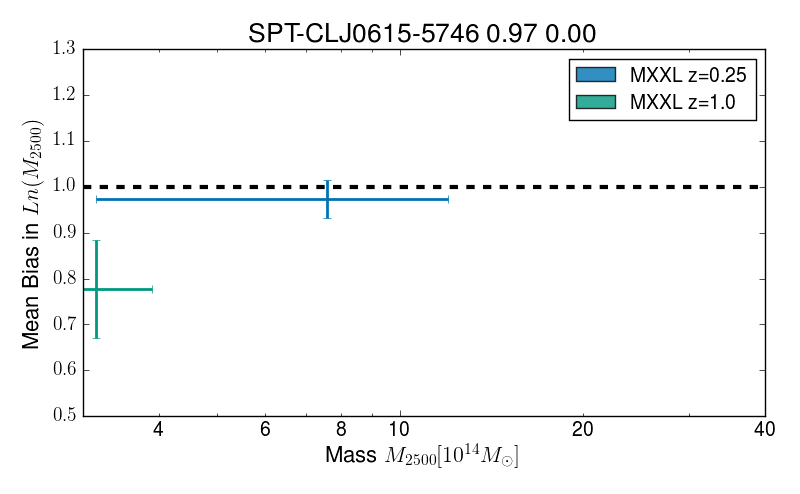 SPT-CLJ0615-5746 0.97 0.00
1.3
1.2
1.1
1.0
0.9
0.8
0.7
0.6
0.5
Mean Bias in Ln(M₂₅₀₀)
MXXL z=0.25
MXXL z=1.0
4 6 8 10 20 40
Mass M₂₅₀₀[10¹⁴M☉]